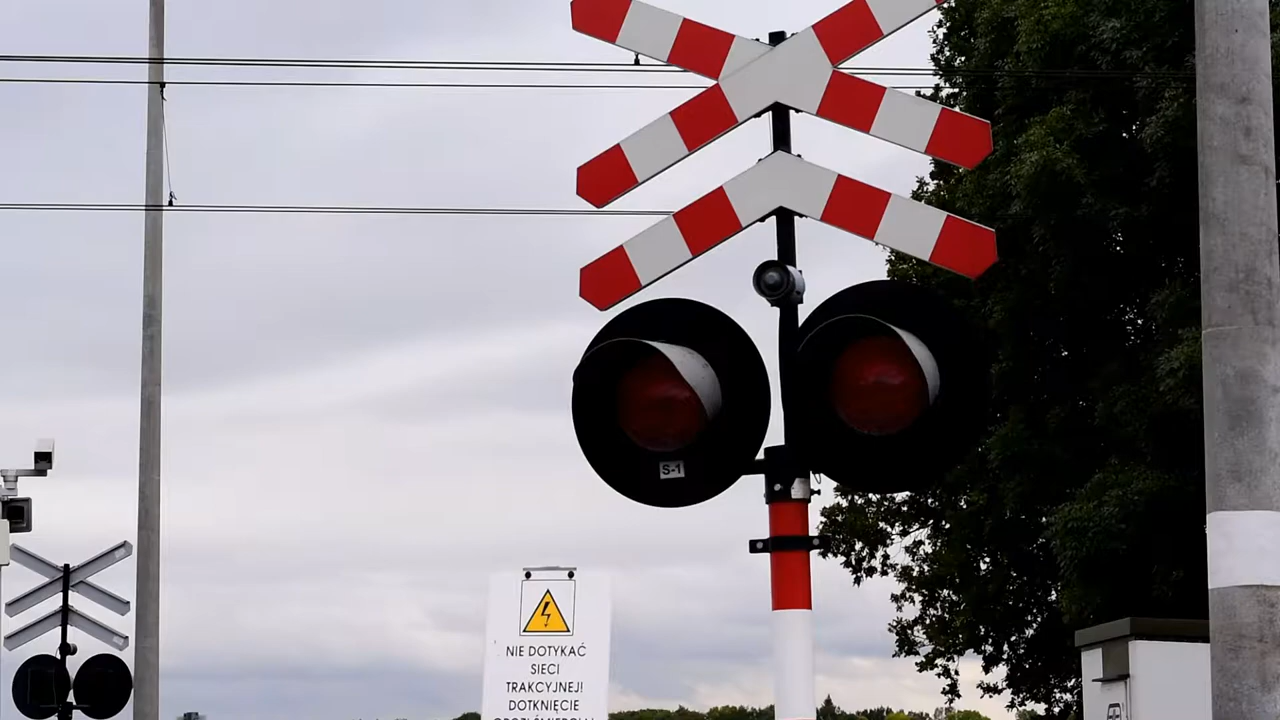 S-1
NIE DOTYKAĆ
SIECI
TRAKCYJNEJ!
DOTKNIĘCIE